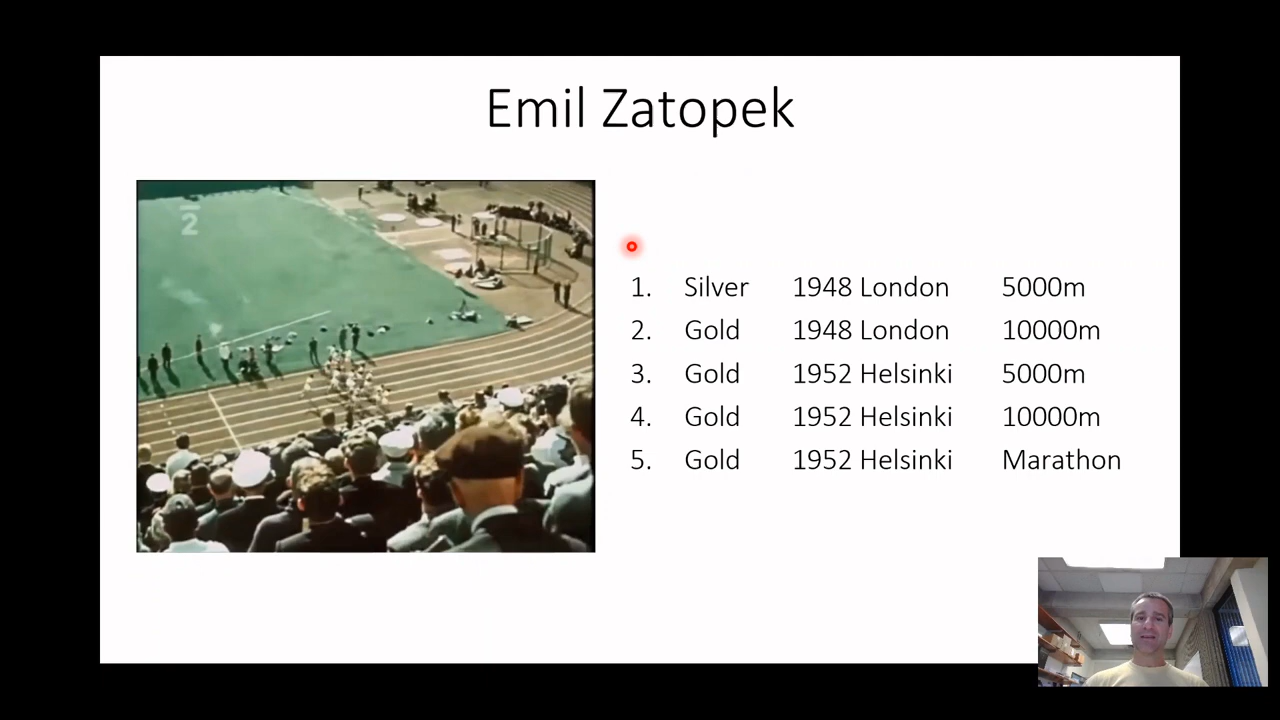 Emil Zatopek
2
1. Silver 1948 London 5000m
2. Gold 1948 London 10000m
3. Gold 1952 Helsinki 5000m
4. Gold 1952 Helsinki 10000m
5. Gold 1952 Helsinki Marathon